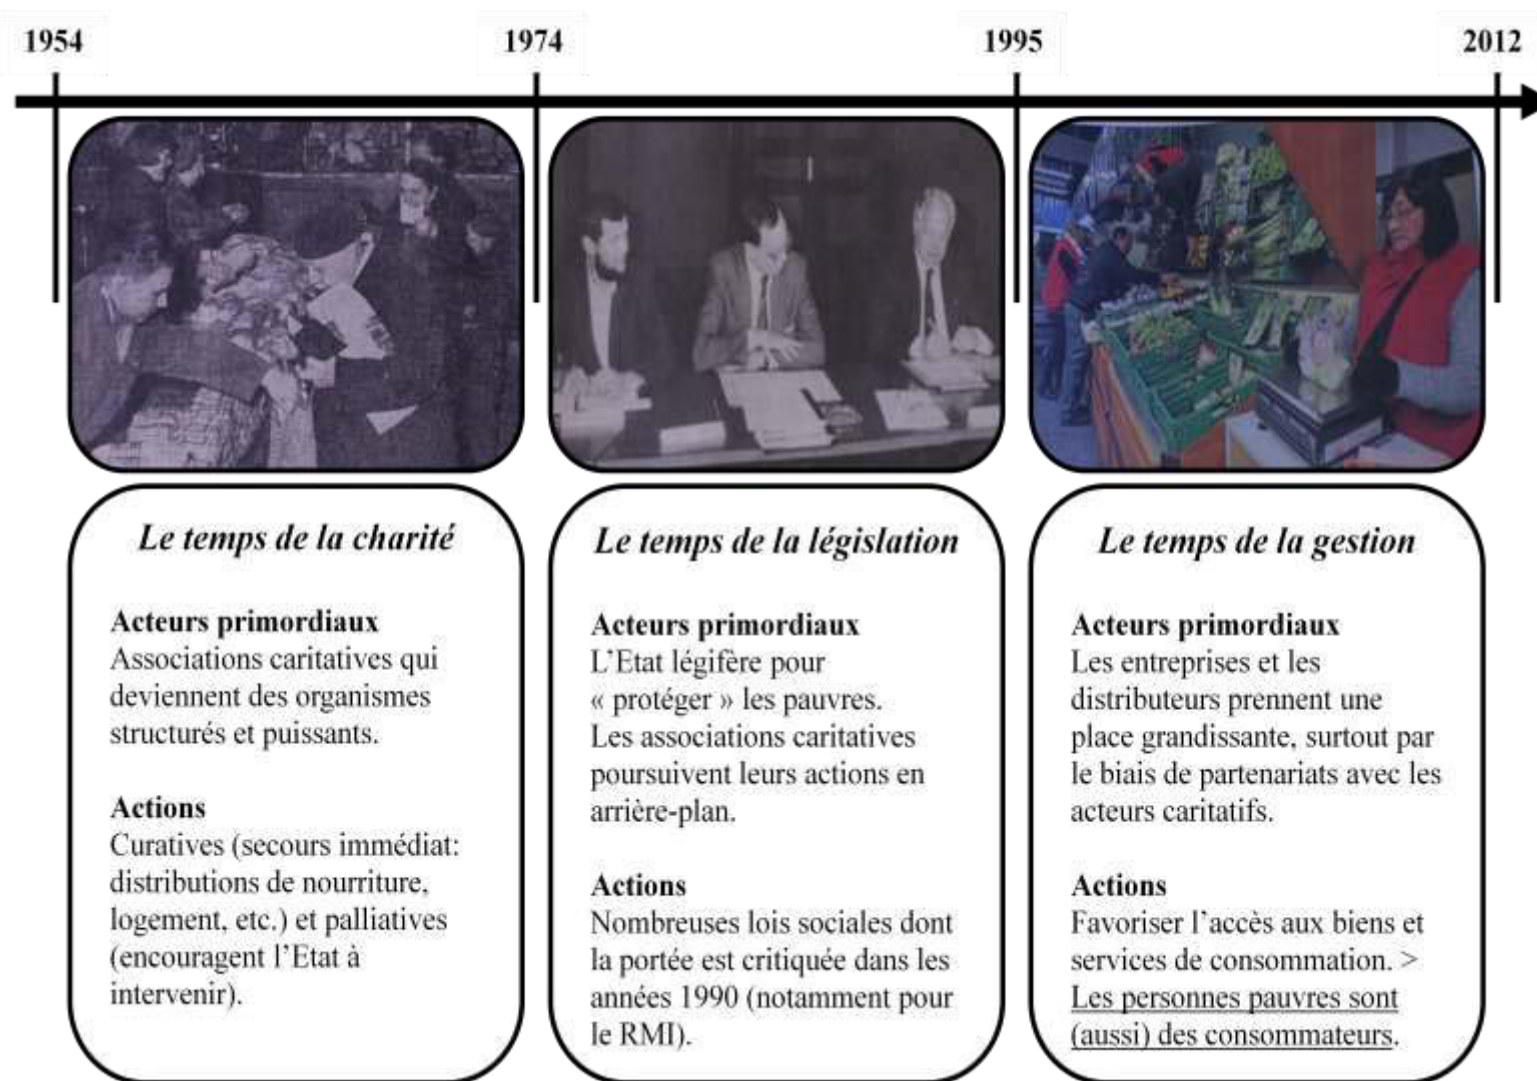 1954
1974
1995
2012
Le temps de la charité
Acteurs primordiaux
Associations caritatives qui
deviennent des organismes
structurés et puissants.
Actions
Curatives (secours immédiat:
distributions de nourriture,
logement, etc.) et palliatives
(encouragent l'Etat à
intervenir).
Le temps de la législation
Acteurs primordiaux
L'Etat légifère pour
« protéger » les pauvres.
Les associations caritatives
poursuivent leurs actions en
arrière-plan.
Actions
Nombreuses lois sociales dont
la portée est critiquée dans les
années 1990 (notamment pour
le RMI).
Le temps de la gestion
Acteurs primordiaux
Les entreprises et les
distributeurs prennent une
place grandissante, surtout par
le biais de partenariats avec les
acteurs caritatifs.
Actions
Favoriser l'accès aux biens et
services de consommation. >
Les personnes pauvres sont
(aussi) des consommateurs.